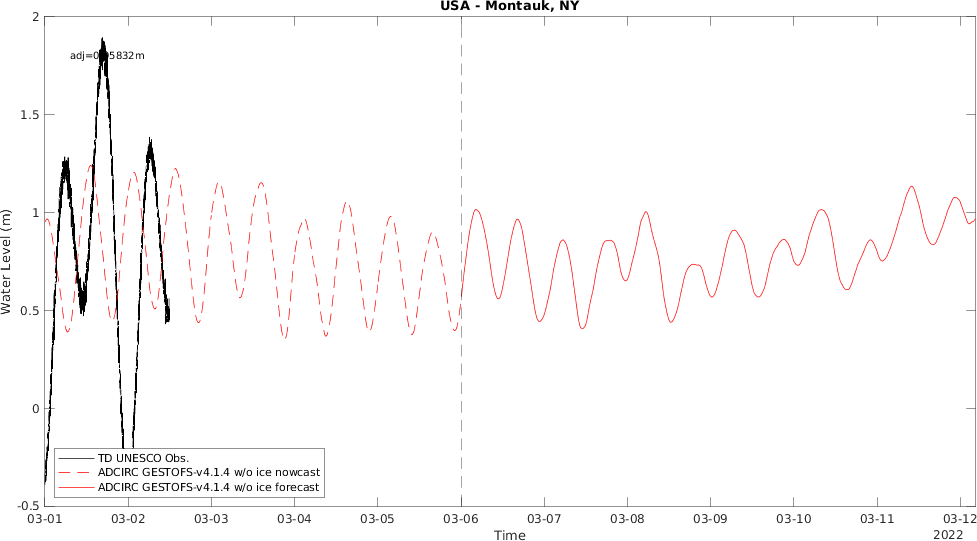 USA - Montauk, NY
2
1.5
1
0.5
0
-0.5
Water Level (m)
TD UNESCO Obs.
ADCIRC GESTOFS-v4.1.4 w/o ice nowcast
ADCIRC GESTOFS-v4.1.4 w/o ice forecast
03-01 03-02 03-03 03-04 03-05 03-06 03-07 03-08 03-09 03-10 03-11 03-12
Time
2022